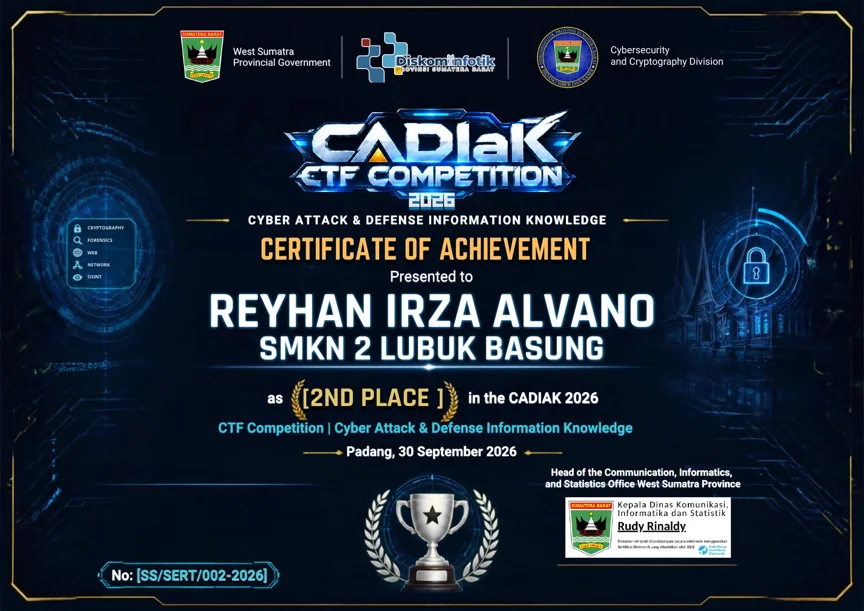 SUMATERA BARAT
West Sumatra
Provincial Government
Diskominfotik
PROVINSI SUMATERA BARAT
Cybersecurity
and Cryptography Division
CADIaK
CTF COMPETITION
2026
CYBER ATTACK & DEFENSE INFORMATION KNOWLEDGE
CRYPTOGRAPHY
FORENSICS
WEB
NETWORK
OSINT
CERTIFICATE OF ACHIEVEMENT
Presented to
REYHAN IRZA ALVANO
SMKN 2 LUBUK BASUNG
as [2ND PLACE ] in the CADIAK 2026
CTF Competition | Cyber Attack & Defense Information Knowledge
Padang, 30 September 2026
Head of the Communication, Informatics,
and Statistics Office West Sumatra Province
SUMATERA BARAT
Kepala Dinas Komunikasi,
Informatika dan Statistik
Rudy Rinaldy
No: [SS/SERT/002-2026]